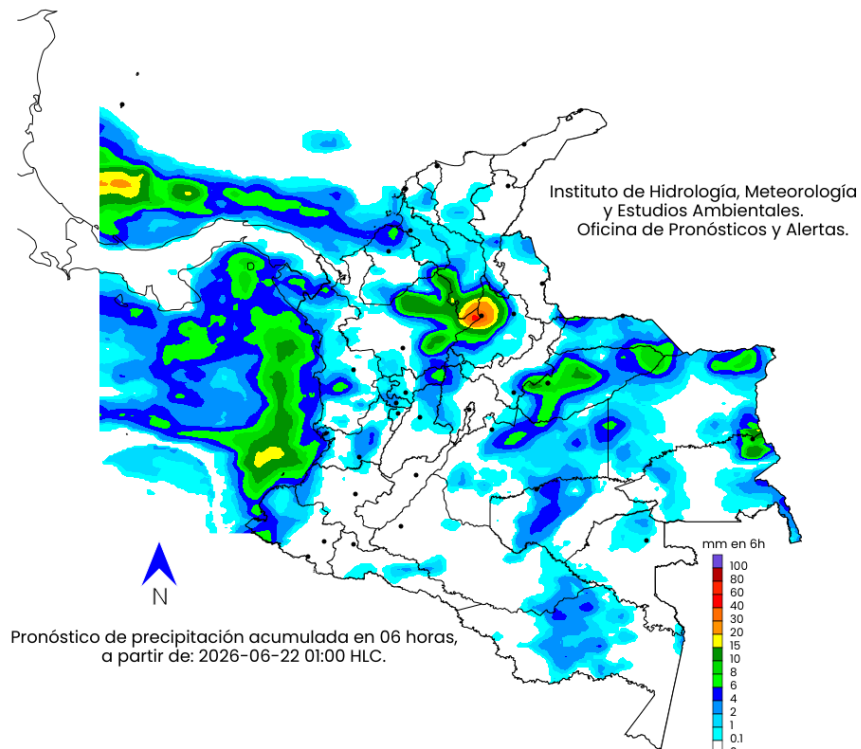 Instituto de Hidrología, Meteorología
y Estudios Ambientales.
Oficina de Pronósticos y Alertas.
mm en 6h
100
80
60
40
30
20
15
10
8
6
4
2
1
0.1
N
Pronóstico de precipitación acumulada en 06 horas,
a partir de: 2026-06-22 01:00 HLC.